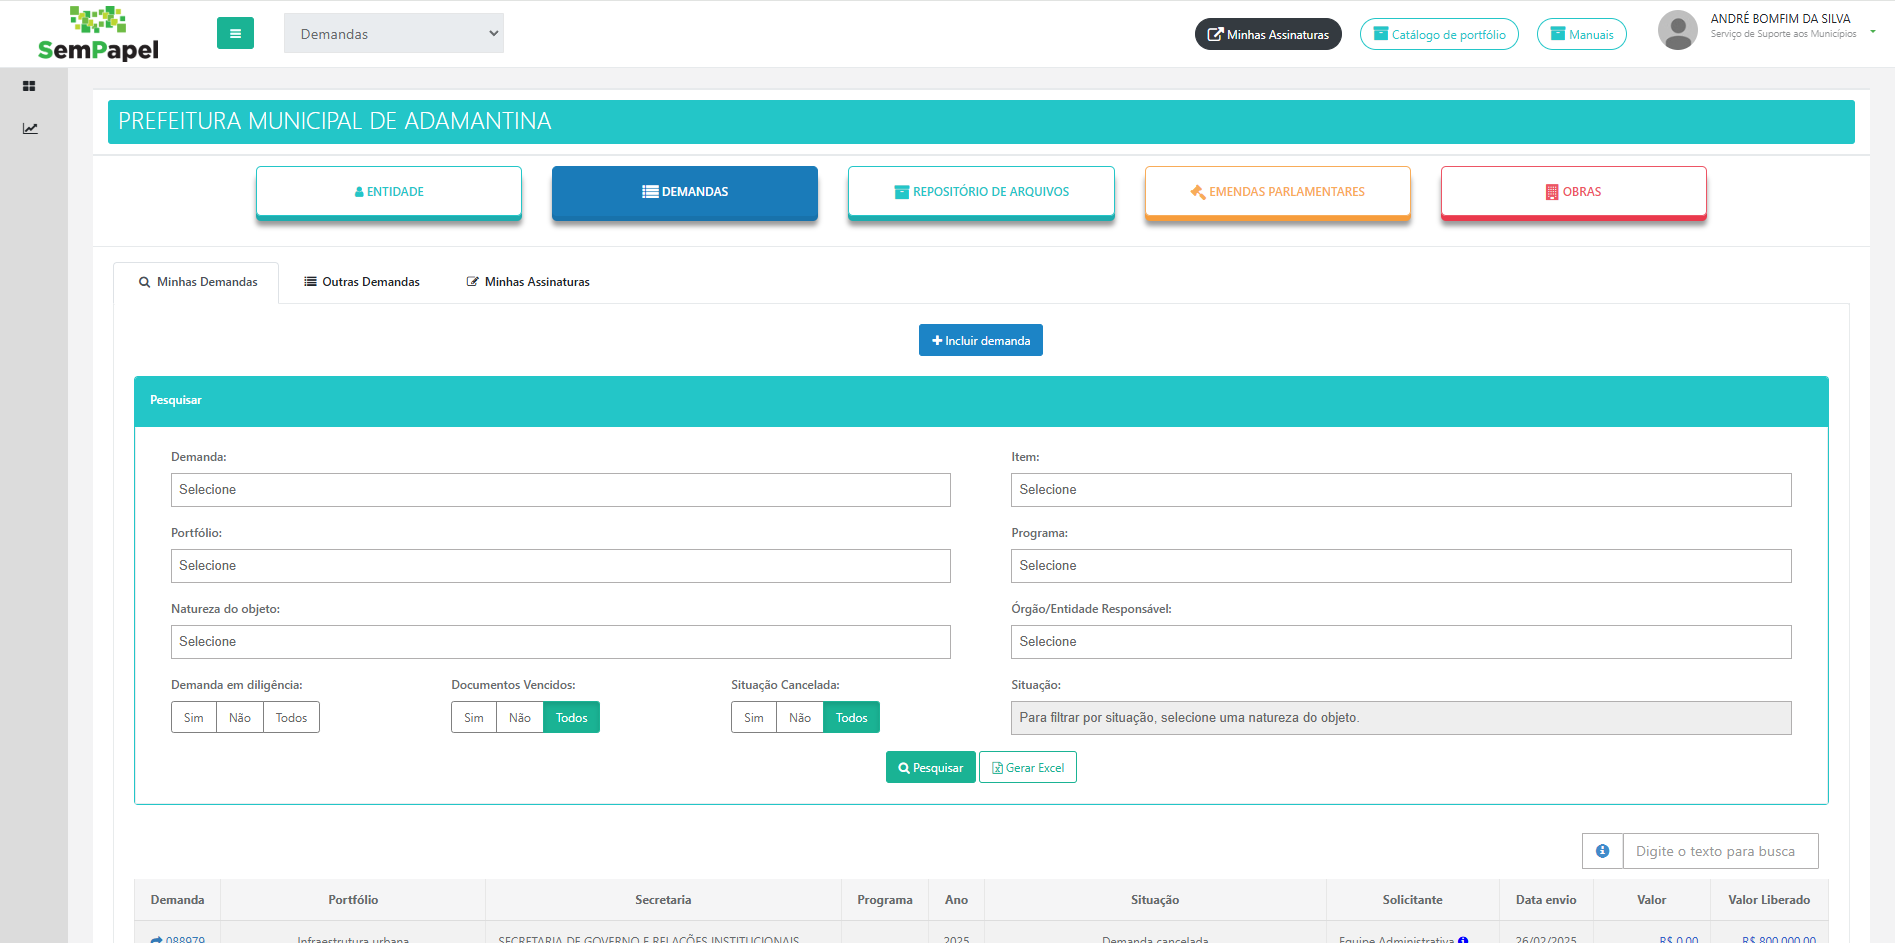 SemPapel
Demandas
Minhas Assinaturas
Catálogo de portfólio
Manuais
ANDRÉ BOMFIM DA SILVA
Serviço de Suporte aos Municípios
PREFEITURA MUNICIPAL DE ADAMANTINA
ENTIDADE
DEMANDAS
REPOSITÓRIO DE ARQUIVOS
EMENDAS PARLAMENTARES
OBRAS
Minhas Demandas
Outras Demandas
Minhas Assinaturas
Incluir demanda
Pesquisar
Demanda:
Item:
Selecione
Selecione
Portfólio:
Programa:
Selecione
Selecione
Natureza do objeto:
Órgão/Entidade Responsável:
Selecione
Selecione
Demanda em diligência:
Documentos Vencidos:
Situação Cancelada:
Situação:
Sim Não Todos
Sim Não Todos
Sim Não Todos
Para filtrar por situação, selecione uma natureza do objeto.
Pesquisar
Gerar Excel
Digite o texto para busca
Demanda Portfólio Secretaria Programa Ano Situação Solicitante Data envio Valor Valor Liberado
088979 Infraestrutura urbana SECRETARIA DE GOVERNO E RELAÇÕES INSTITUCIONAIS 2025 Demanda cancelada Equipe Administrativa 26/02/2025 R$ 0,00 R$ 800.000,00